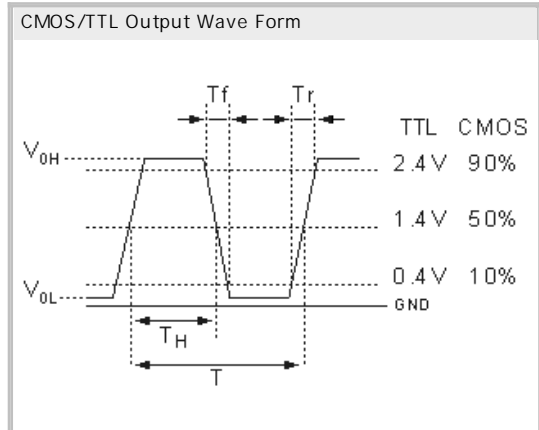 CMOS/TTL Output Wave Form
Tf Tr
TTL CMOS
V0H 2.4V 90%
1.4V 50%
0.4V 10%
V0L
GND
TH
T